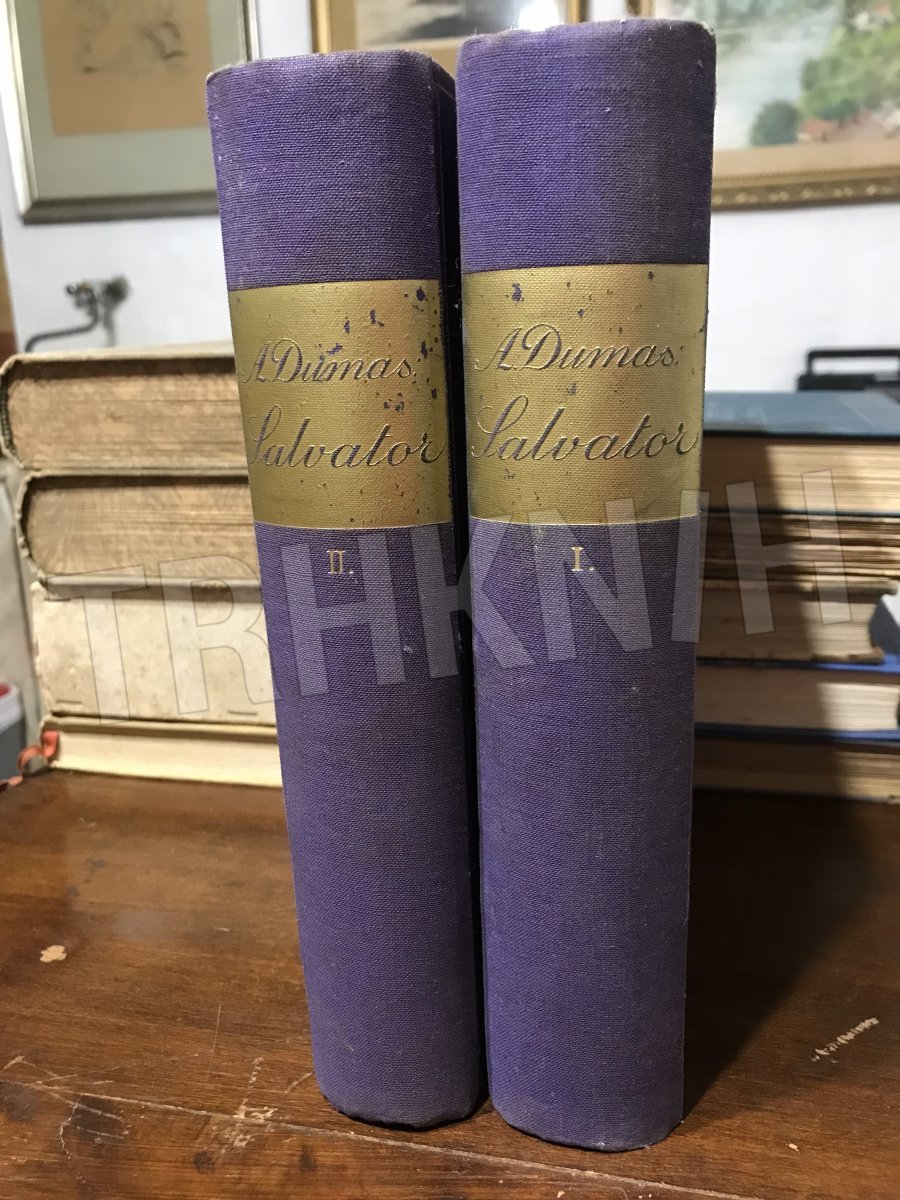 A. Dumas:
Salvator
II.
A. Dumas:
Salvator
I.
TRHKNIH